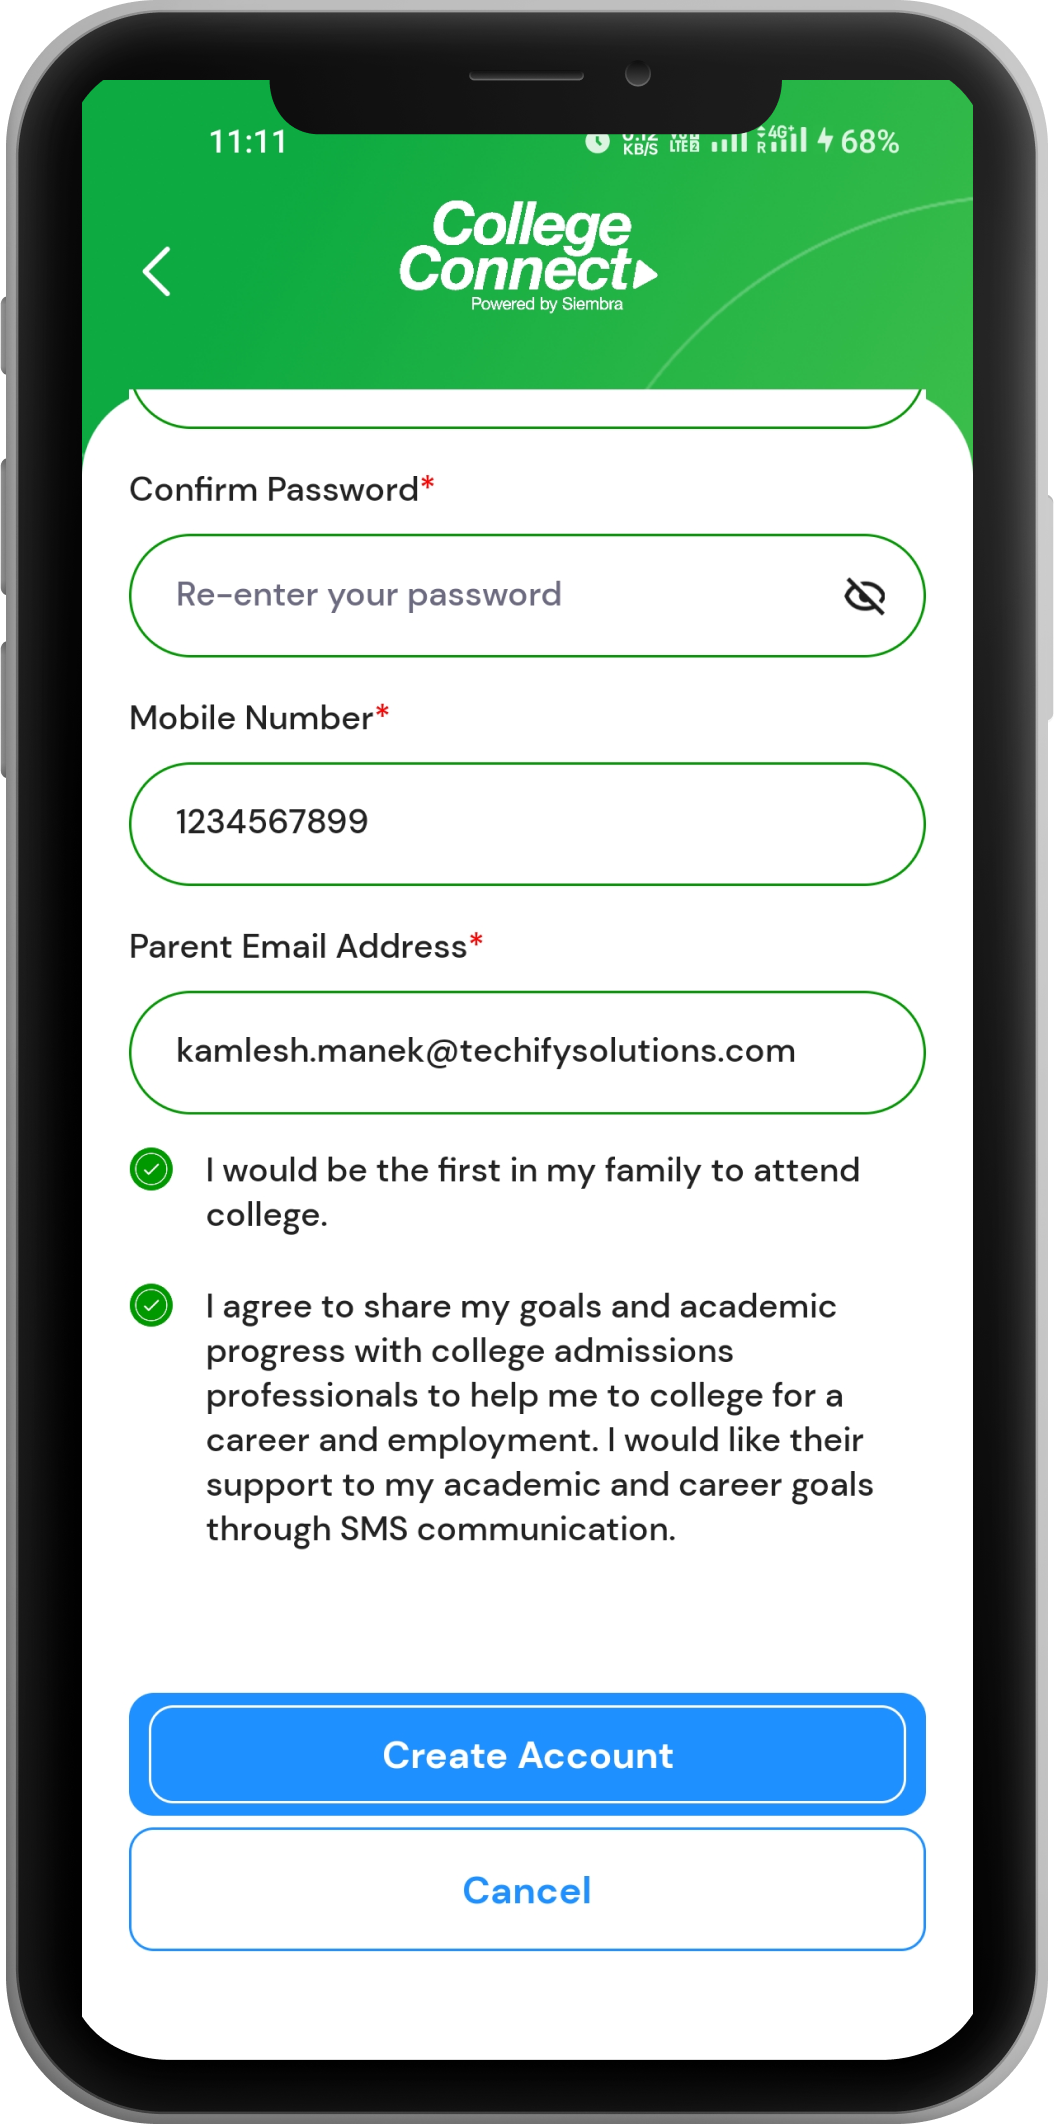 11:11
KB/S LTE 2 4G+ R 68%
College
Connect
Powered by Siembra
Confirm Password*
Re-enter your password
Mobile Number*
1234567899
Parent Email Address*
kamlesh.manek@techifysolutions.com
I would be the first in my family to attend
college.
I agree to share my goals and academic
progress with college admissions
professionals to help me to college for a
career and employment. I would like their
support to my academic and career goals
through SMS communication.
Create Account
Cancel